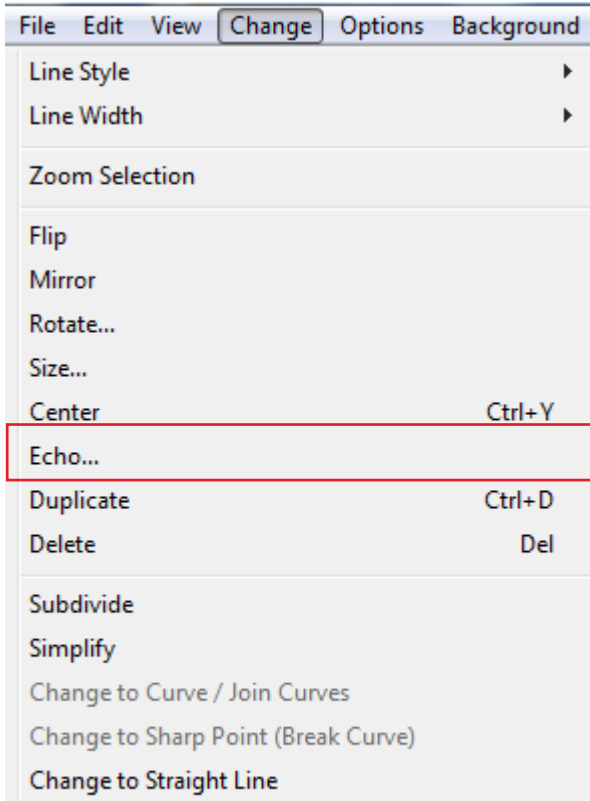 File Edit View Change Options Background
Line Style
Line Width
Zoom Selection
Flip
Mirror
Rotate...
Size...
Center Ctrl+Y
Echo...
Duplicate Ctrl+D
Delete Del
Subdivide
Simplify
Change to Curve / Join Curves
Change to Sharp Point (Break Curve)
Change to Straight Line